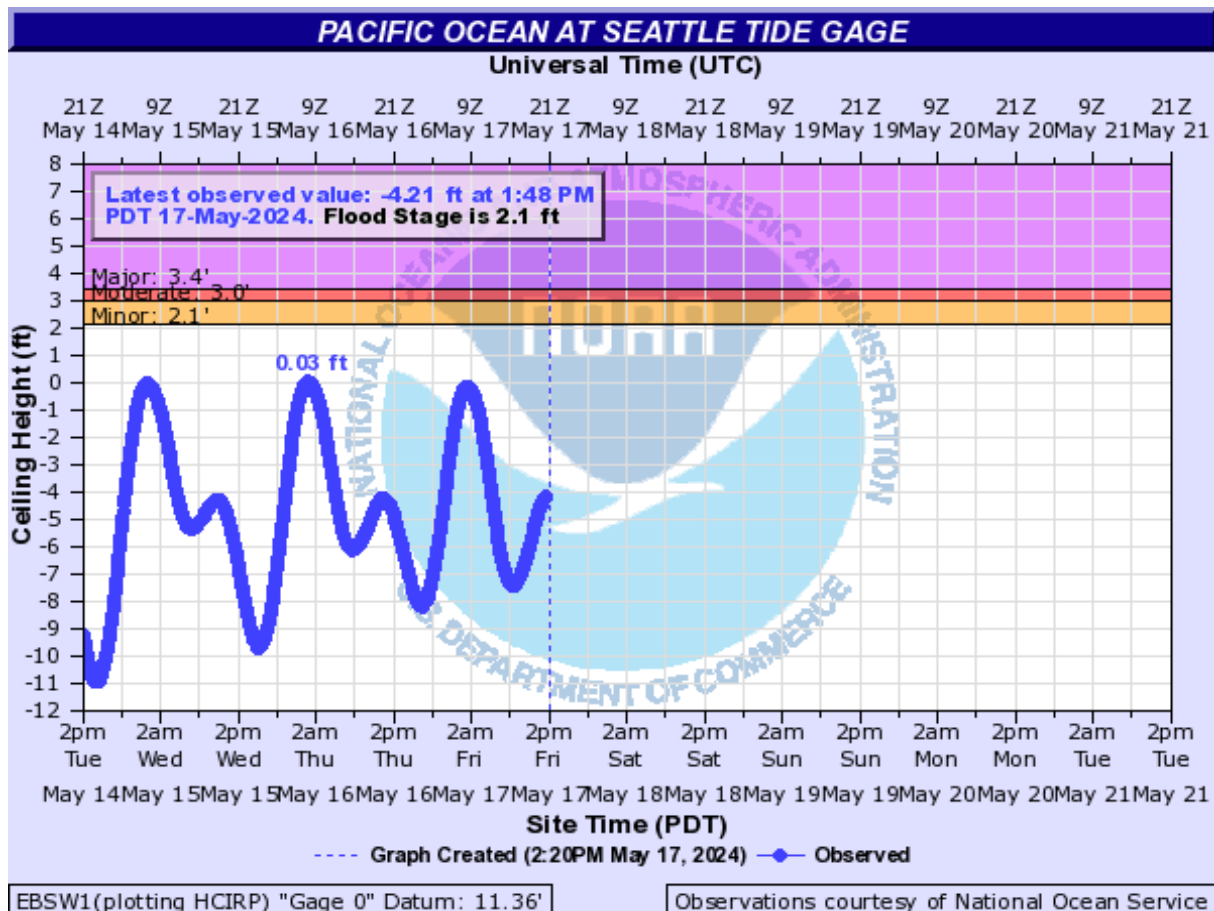 PACIFIC OCEAN AT SEATTLE TIDE GAGE
Universal Time (UTC)
21Z 9Z 21Z 9Z 21Z 9Z 21Z 9Z 21Z 9Z 21Z 9Z 21Z 9Z 21Z
May 14 May 15 May 15 May 16 May 16 May 17 May 17 May 18 May 18 May 19 May 19 May 20 May 20 May 21 May 21
8
7
6
5
4
3
2
1
0
-1
-2
-3
-4
-5
-6
-7
-8
-9
-10
-11
-12
Ceiling Height (ft)
Latest observed value: -4.21 ft at 1:48 PM
PDT 17-May-2024. Flood Stage is 2.1 ft
Major: 3.4'
Moderate: 3.0'
Minor: 2.1'
0.03 ft
NATIONAL OCEANIC AND ATMOSPHERIC ADMINISTRATION
NOAA
U.S. DEPARTMENT OF COMMERCE
2pm 2am 2pm 2am 2pm 2am 2pm 2am 2pm 2am 2pm 2am 2pm 2am 2pm
Tue Wed Wed Thu Thu Fri Fri Sat Sat Sun Sun Mon Mon Tue Tue
May 14 May 15 May 15 May 16 May 16 May 17 May 17 May 18 May 18 May 19 May 19 May 20 May 20 May 21 May 21
Site Time (PDT)
Graph Created (2:20PM May 17, 2024) Observed
EBSW1(plotting HCIRP) "Gage 0" Datum: 11.36'
Observations courtesy of National Ocean Service